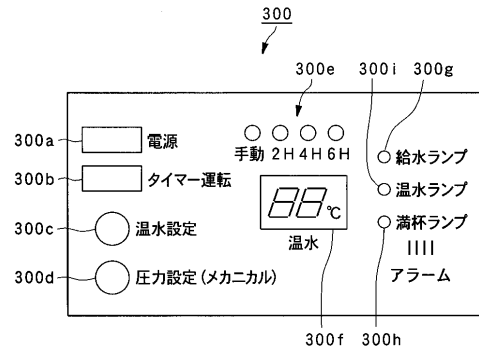 300
300e
300i 300g
300a 電源
手動 2H 4H 6H
給水ランプ
300b タイマー運転
温水ランプ
88℃
300c 温水設定
満杯ランプ
温水
アラーム
300d 圧力設定(メカニカル)
300f 300h